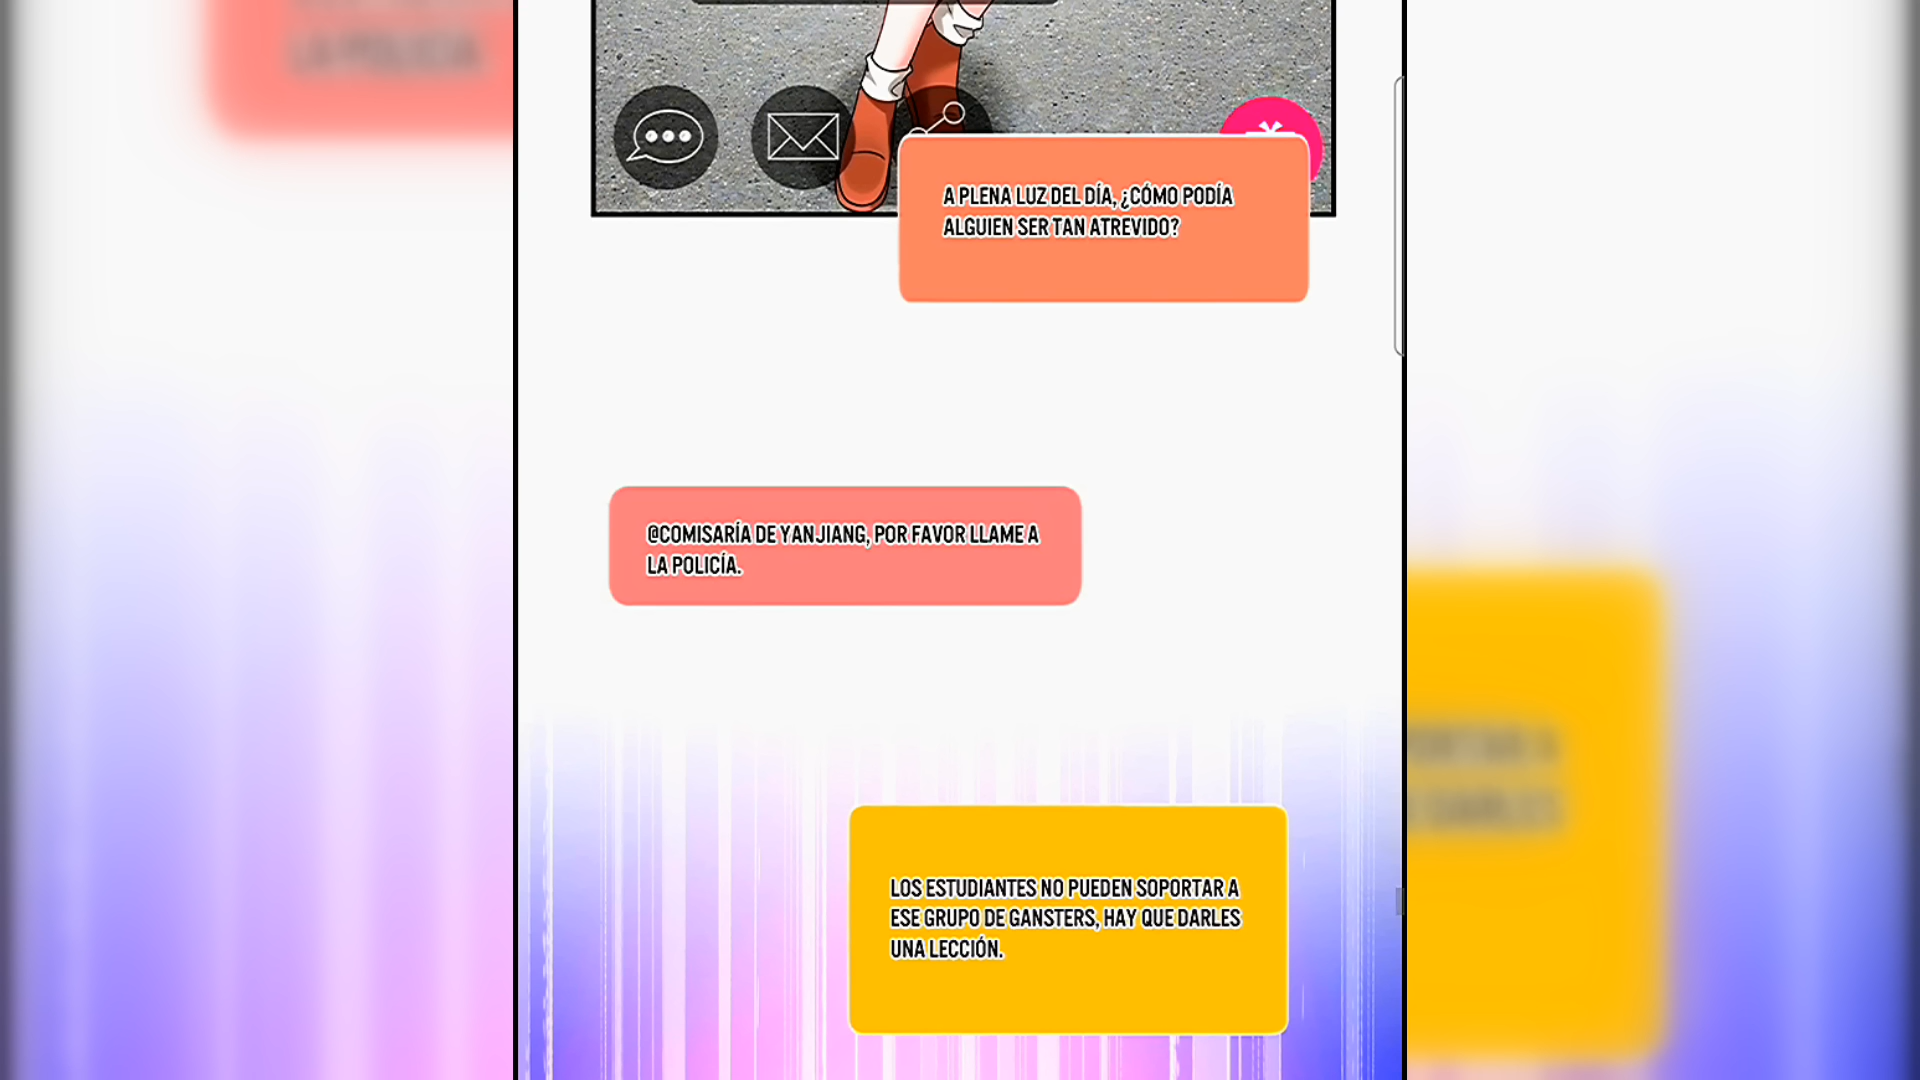 A PLENA LUZ DEL DÍA, ¿CÓMO PODÍA
ALGUIEN SER TAN ATREVIDO?
@COMISARÍA DE YANJIANG, POR FAVOR LLAME A
LA POLICÍA.
LOS ESTUDIANTES NO PUEDEN SOPORTAR A
ESE GRUPO DE GANSTERS, HAY QUE DARLES
UNA LECCIÓN.